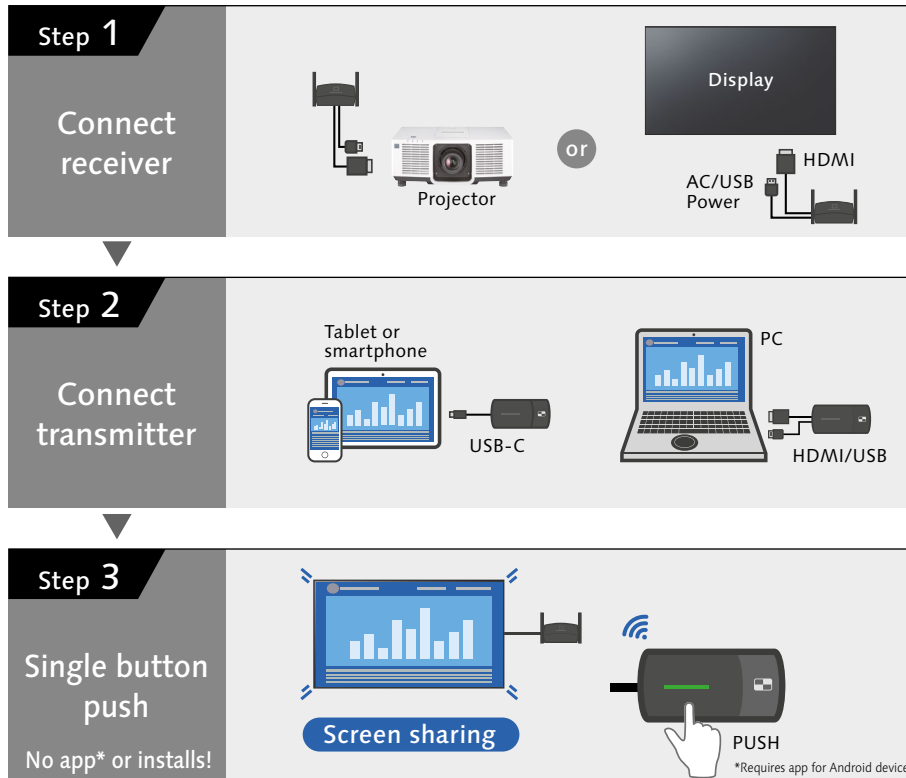 Step 1
Connect
receiver
Projector
or
Display
HDMI
AC/USB
Power
Step 2
Connect
transmitter
Tablet or
smartphone
USB-C
PC
HDMI/USB
Step 3
Single button
push
No app* or installs!
Screen sharing
PUSH
*Requires app for Android device